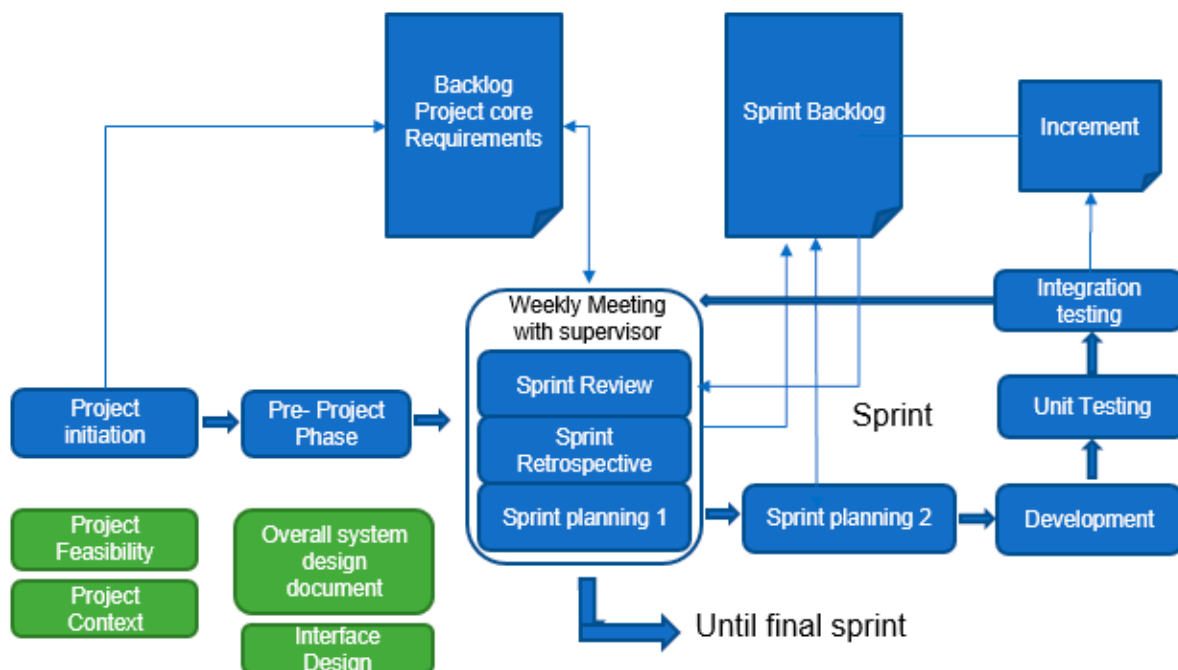 Backlog
Project core
Requirements
Sprint Backlog
Increment
Weekly Meeting
with supervisor
Integration
testing
Sprint Review
Project
initiation
Pre- Project
Phase
Sprint
Unit Testing
Sprint
Retrospective
Sprint planning 1
Sprint planning 2
Development
Project
Feasibility
Overall system
design
document
Project
Context
Interface
Design
Until final sprint